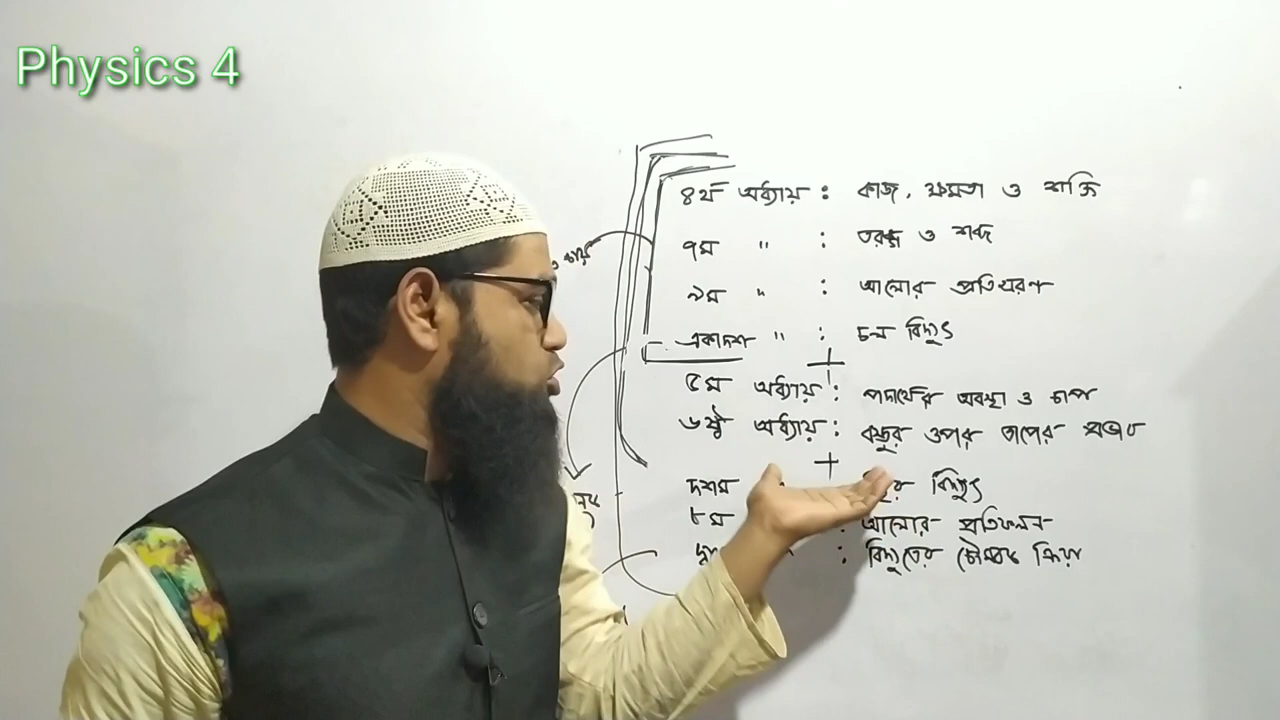 Physics 4
৪র্থ অধ্যায় : কাজ, ক্ষমতা ও শক্তি
৭ম " : তরঙ্গ ও শব্দ
৯ম " : আলোর প্রতিসরণ
একাদশ " : চল বিদ্যুৎ
+
৫ম অধ্যায় : পদার্থের অবস্থা ও চাপ
৬ষ্ঠ অধ্যায় : বস্তুর ওপর তাপের প্রভাব
+
দশম বিদ্যুৎ
৮ম : আলোর প্রতিফলন
: বিদ্যুতের চৌম্বক ক্রিয়া